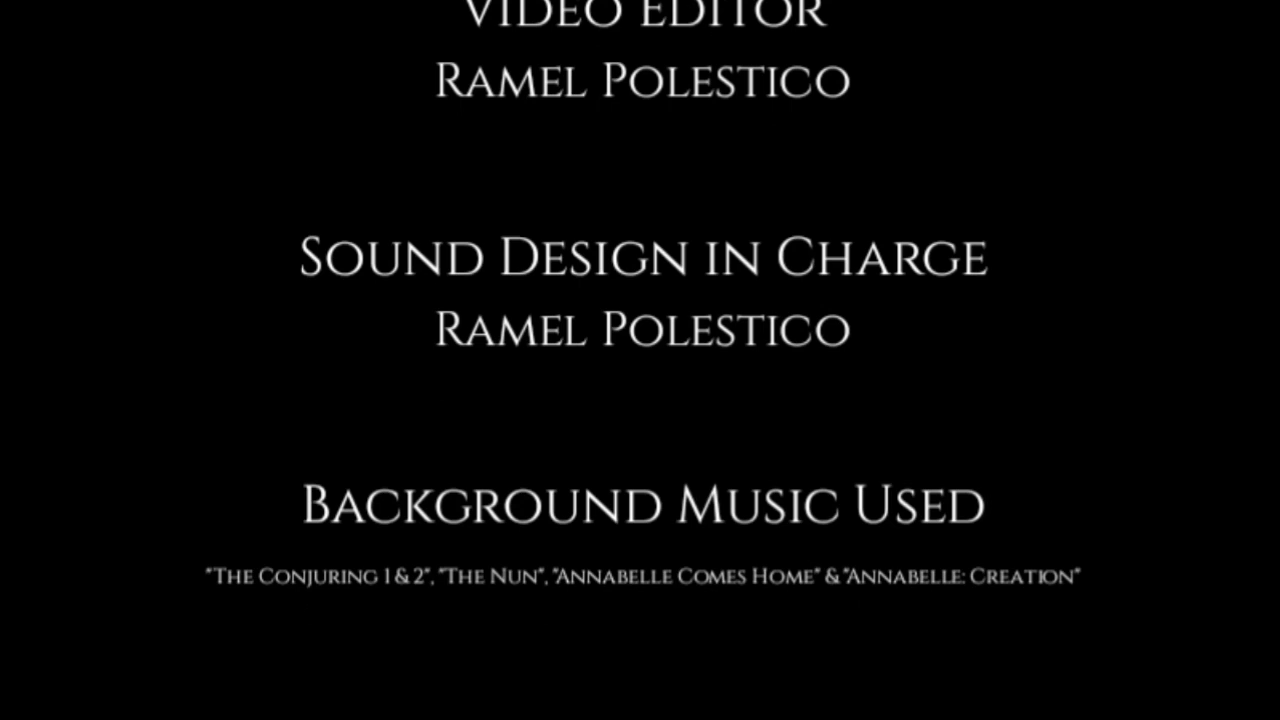 Video Editor
Ramel Polestico
Sound Design in Charge
Ramel Polestico
Background Music Used
"The Conjuring 1 & 2", "The Nun", "Annabelle Comes Home" & "Annabelle: Creation"